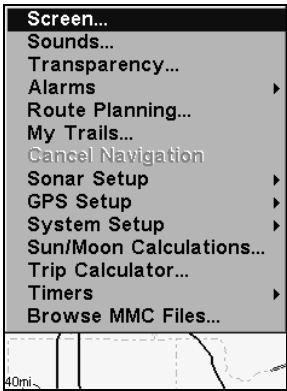 Screen...
Sounds...
Transparency...
Alarms
Route Planning...
My Trails...
Cancel Navigation
Sonar Setup
GPS Setup
System Setup
Sun/Moon Calculations...
Trip Calculator...
Timers
Browse MMC Files...
40mi